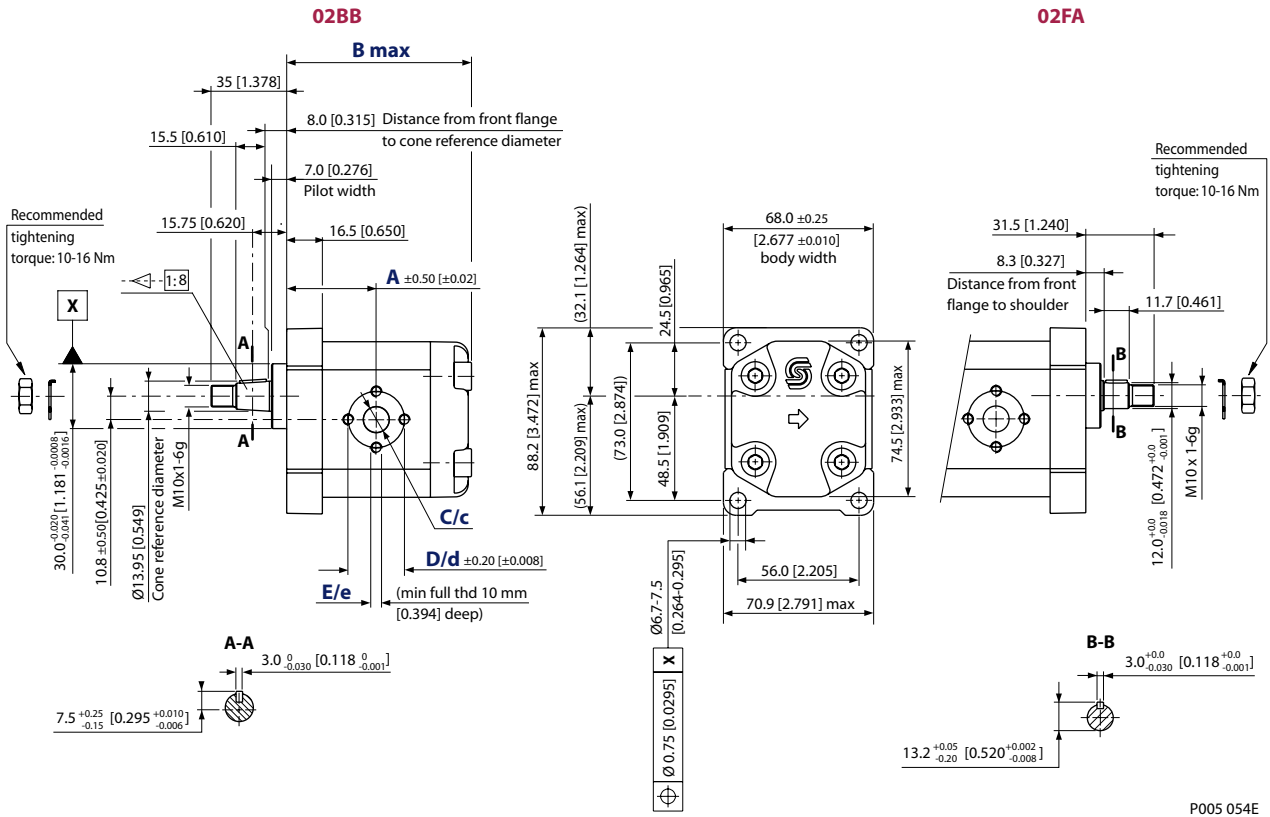 02BB
02FA
B max
35 [1.378]
8.0 [0.315] Distance from front flange
to cone reference diameter
15.5 [0.610]
7.0 [0.276]
Pilot width
Recommended
tightening
torque: 10-16 Nm
15.75 [0.620]
16.5 [0.650]
A ±0.50 [±0.02]
1:8
X
A
A
30.0 -0.020 -0.041 [1.181 -0.0008 -0.0016]
10.8 ±0.50[0.425±0.020]
Ø13.95 [0.549]
Cone reference diameter
M10x1-6g
C/c
D/d ±0.20 [±0.008]
E/e
(min full thd 10 mm
[0.394] deep)
A-A
3.0 0 -0.030 [0.118 0 -0.001]
7.5 +0.25 -0.15 [0.295 +0.010 -0.006]
68.0 ±0.25
[2.677 ±0.010]
body width
(32.1 [1.264] max)
24.5 [0.965]
88.2 [3.472] max
(56.1 [2.209] max)
(73.0 [2.874])
48.5 [1.909]
74.5 [2.933] max
56.0 [2.205]
70.9 [2.791] max
Ø6.7-7.5
[0.264-0.295]
Ø 0.75 [0.0295] X
Recommended
tightening
torque: 10-16 Nm
31.5 [1.240]
8.3 [0.327]
Distance from front
flange to shoulder
11.7 [0.461]
B
B
12.0 +0.0 -0.018 [0.472 +0.0 -0.001]
M10 x 1-6g
B-B
3.0 +0.0 -0.030 [0.118 +0.0 -0.001]
13.2 +0.05 -0.20 [0.520 +0.002 -0.008]
P005 054E